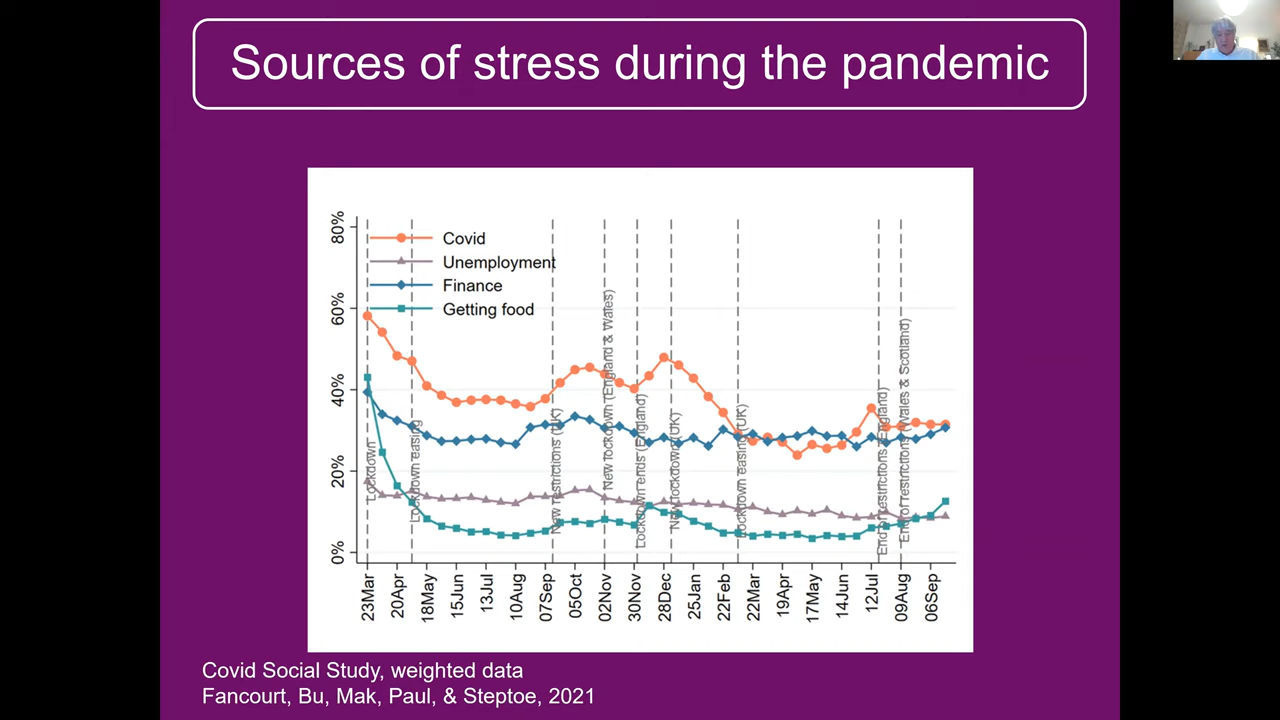 Sources of stress during the pandemic
80%
60%
40%
20%
0%
Covid
Unemployment
Finance
Getting food
Lockdown
Lockdown easing
New restrictions (UK)
New lockdown (England & Wales)
Lockdown ends (England)
New lockdown (UK)
Lockdown easing (UK)
End of restrictions (England)
End of restrictions (Wales & Scotland)
23Mar
20Apr
18May
15Jun
13Jul
10Aug
07Sep
05Oct
02Nov
30Nov
28Dec
25Jan
22Feb
22Mar
19Apr
17May
14Jun
12Jul
09Aug
06Sep
Covid Social Study, weighted data
Fancourt, Bu, Mak, Paul, & Steptoe, 2021